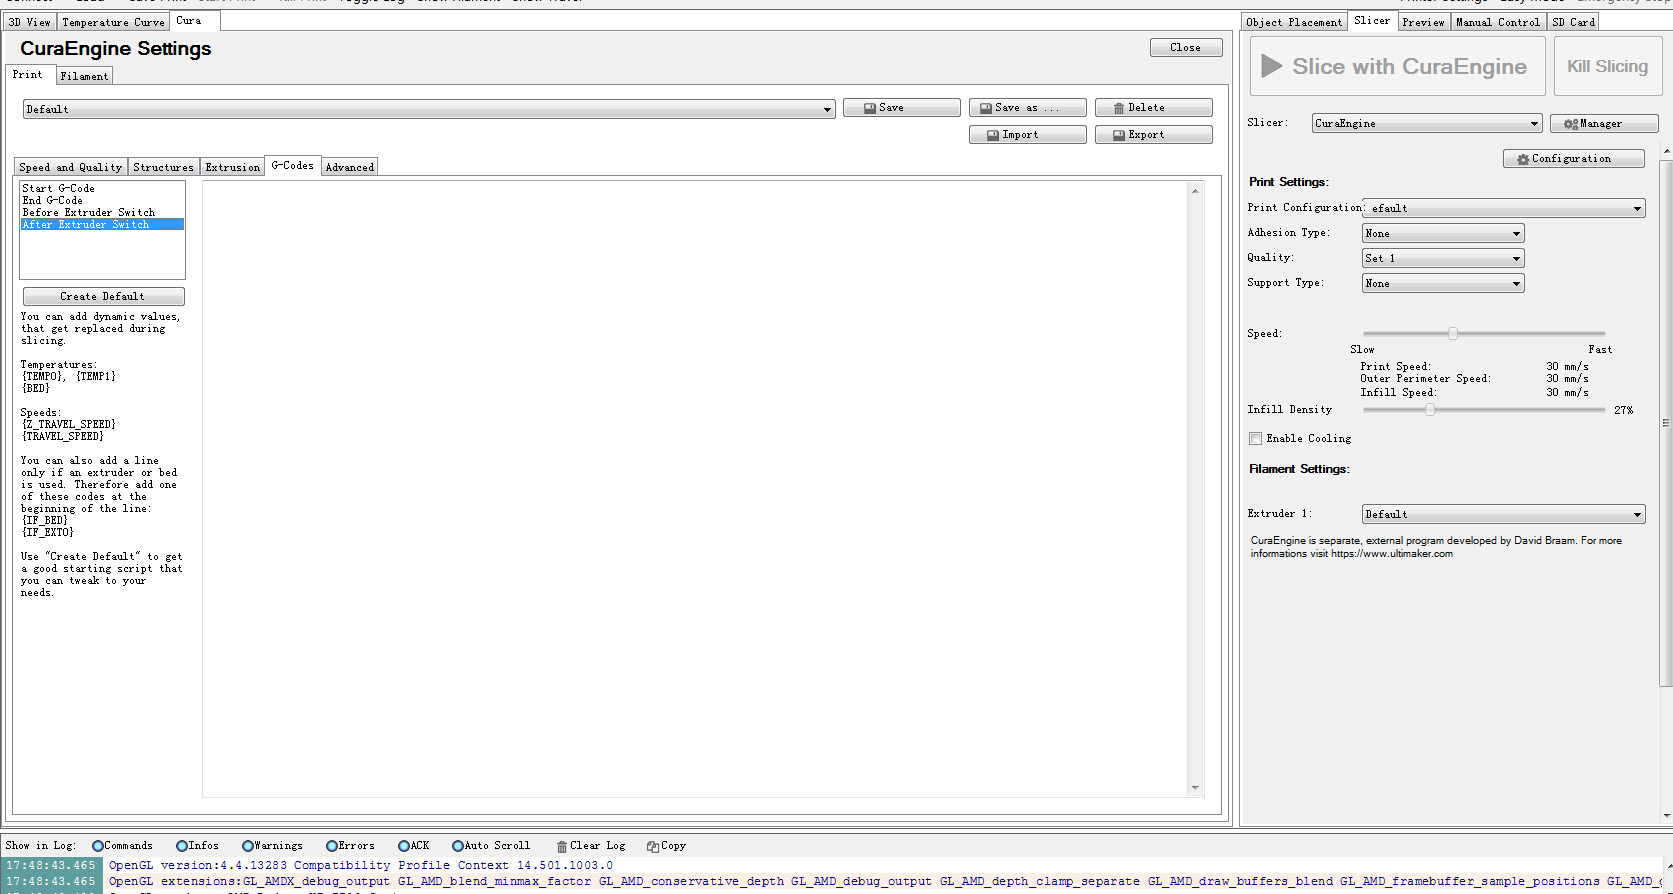 3D View Temperature Curve Cura
CuraEngine Settings
Close
Print Filament
Default
Save Save as ... Delete
Import Export
Speed and Quality Structures Extrusion G-Codes Advanced
Start G-Code
End G-Code
Before Extruder Switch
After Extruder Switch
Create Default
You can add dynamic values,
that get replaced during
slicing.
Temperatures:
{TEMP0}, {TEMP1}
{BED}
Speeds:
{Z_TRAVEL_SPEED}
{TRAVEL_SPEED}
You can also add a line
only if an extruder or bed
is used. Therefore add one
of these codes at the
beginning of the line:
{IF_BED}
{IF_EXT0}
Use "Create Default" to get
a good starting script that
you can tweak to your
needs.
Object Placement Slicer Preview Manual Control SD Card
Slice with CuraEngine Kill Slicing
Slicer: CuraEngine Manager
Configuration
Print Settings:
Print Configuration: efault
Adhesion Type: None
Quality: Set 1
Support Type: None
Speed:
Slow Fast
Print Speed: 30 mm/s
Outer Perimeter Speed: 30 mm/s
Infill Speed: 30 mm/s
Infill Density 27%
Enable Cooling
Filament Settings:
Extruder 1: Default
CuraEngine is separate, external program developed by David Braam. For more
informations visit https://www.ultimaker.com
Show in Log: Commands Infos Warnings Errors ACK Auto Scroll Clear Log Copy
17:48:43.465 OpenGL version:4.4.13283 Compatibility Profile Context 14.501.1003.0
17:48:43.465 OpenGL extensions:GL_AMDX_debug_output GL_AMD_blend_minmax_factor GL_AMD_conservative_depth GL_AMD_debug_output GL_AMD_depth_clamp_separate GL_AMD_draw_buffers_blend GL_AMD_framebuffer_sample_positions GL_AMD_